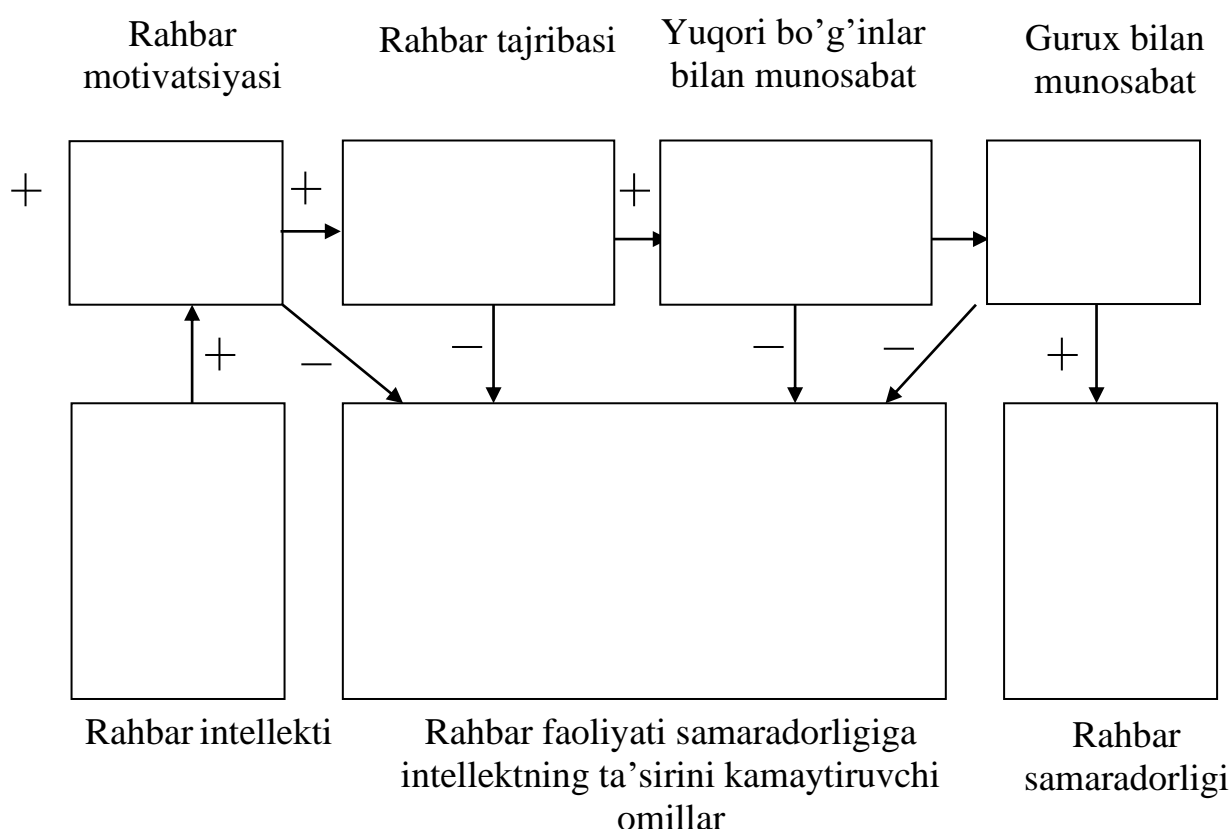 Rahbar
motivatsiyasi
Rahbar tajribasi
Yuqori bo’g’inlar
bilan munosabat
Gurux bilan
munosabat
+
+
+
+
–
–
–
–
+
Rahbar intellekti
Rahbar faoliyati samaradorligiga
intellektning ta’sirini kamaytiruvchi
omillar
Rahbar
samaradorligi